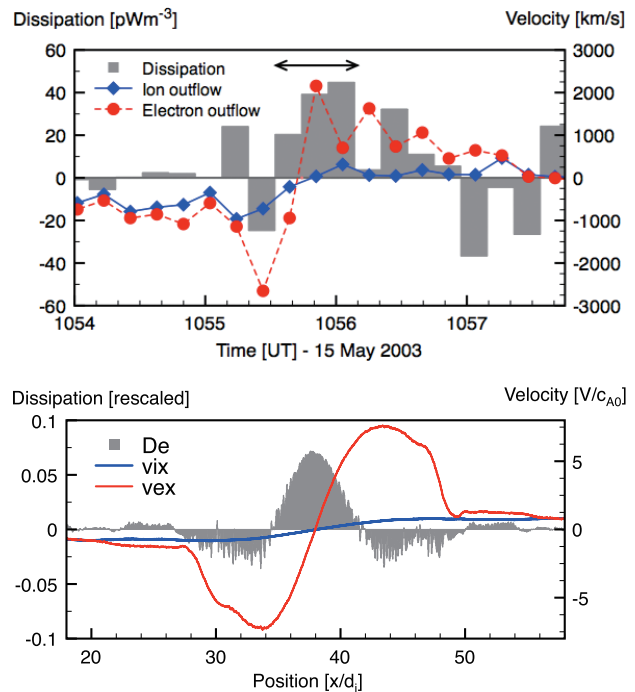 Dissipation [pWm-3] Velocity [km/s]
60 3000
Dissipation
40 Ion outflow 2000
Electron outflow
20 1000
0 0
-20 -1000
-40 -2000
-60 -3000
1054 1055 1056 1057
Time [UT] - 15 May 2003
Dissipation [rescaled] Velocity [V/cA0]
0.1
De
vix 5
0.05 vex
0 0
-0.05
-5
-0.1
20 30 40 50
Position [x/di]